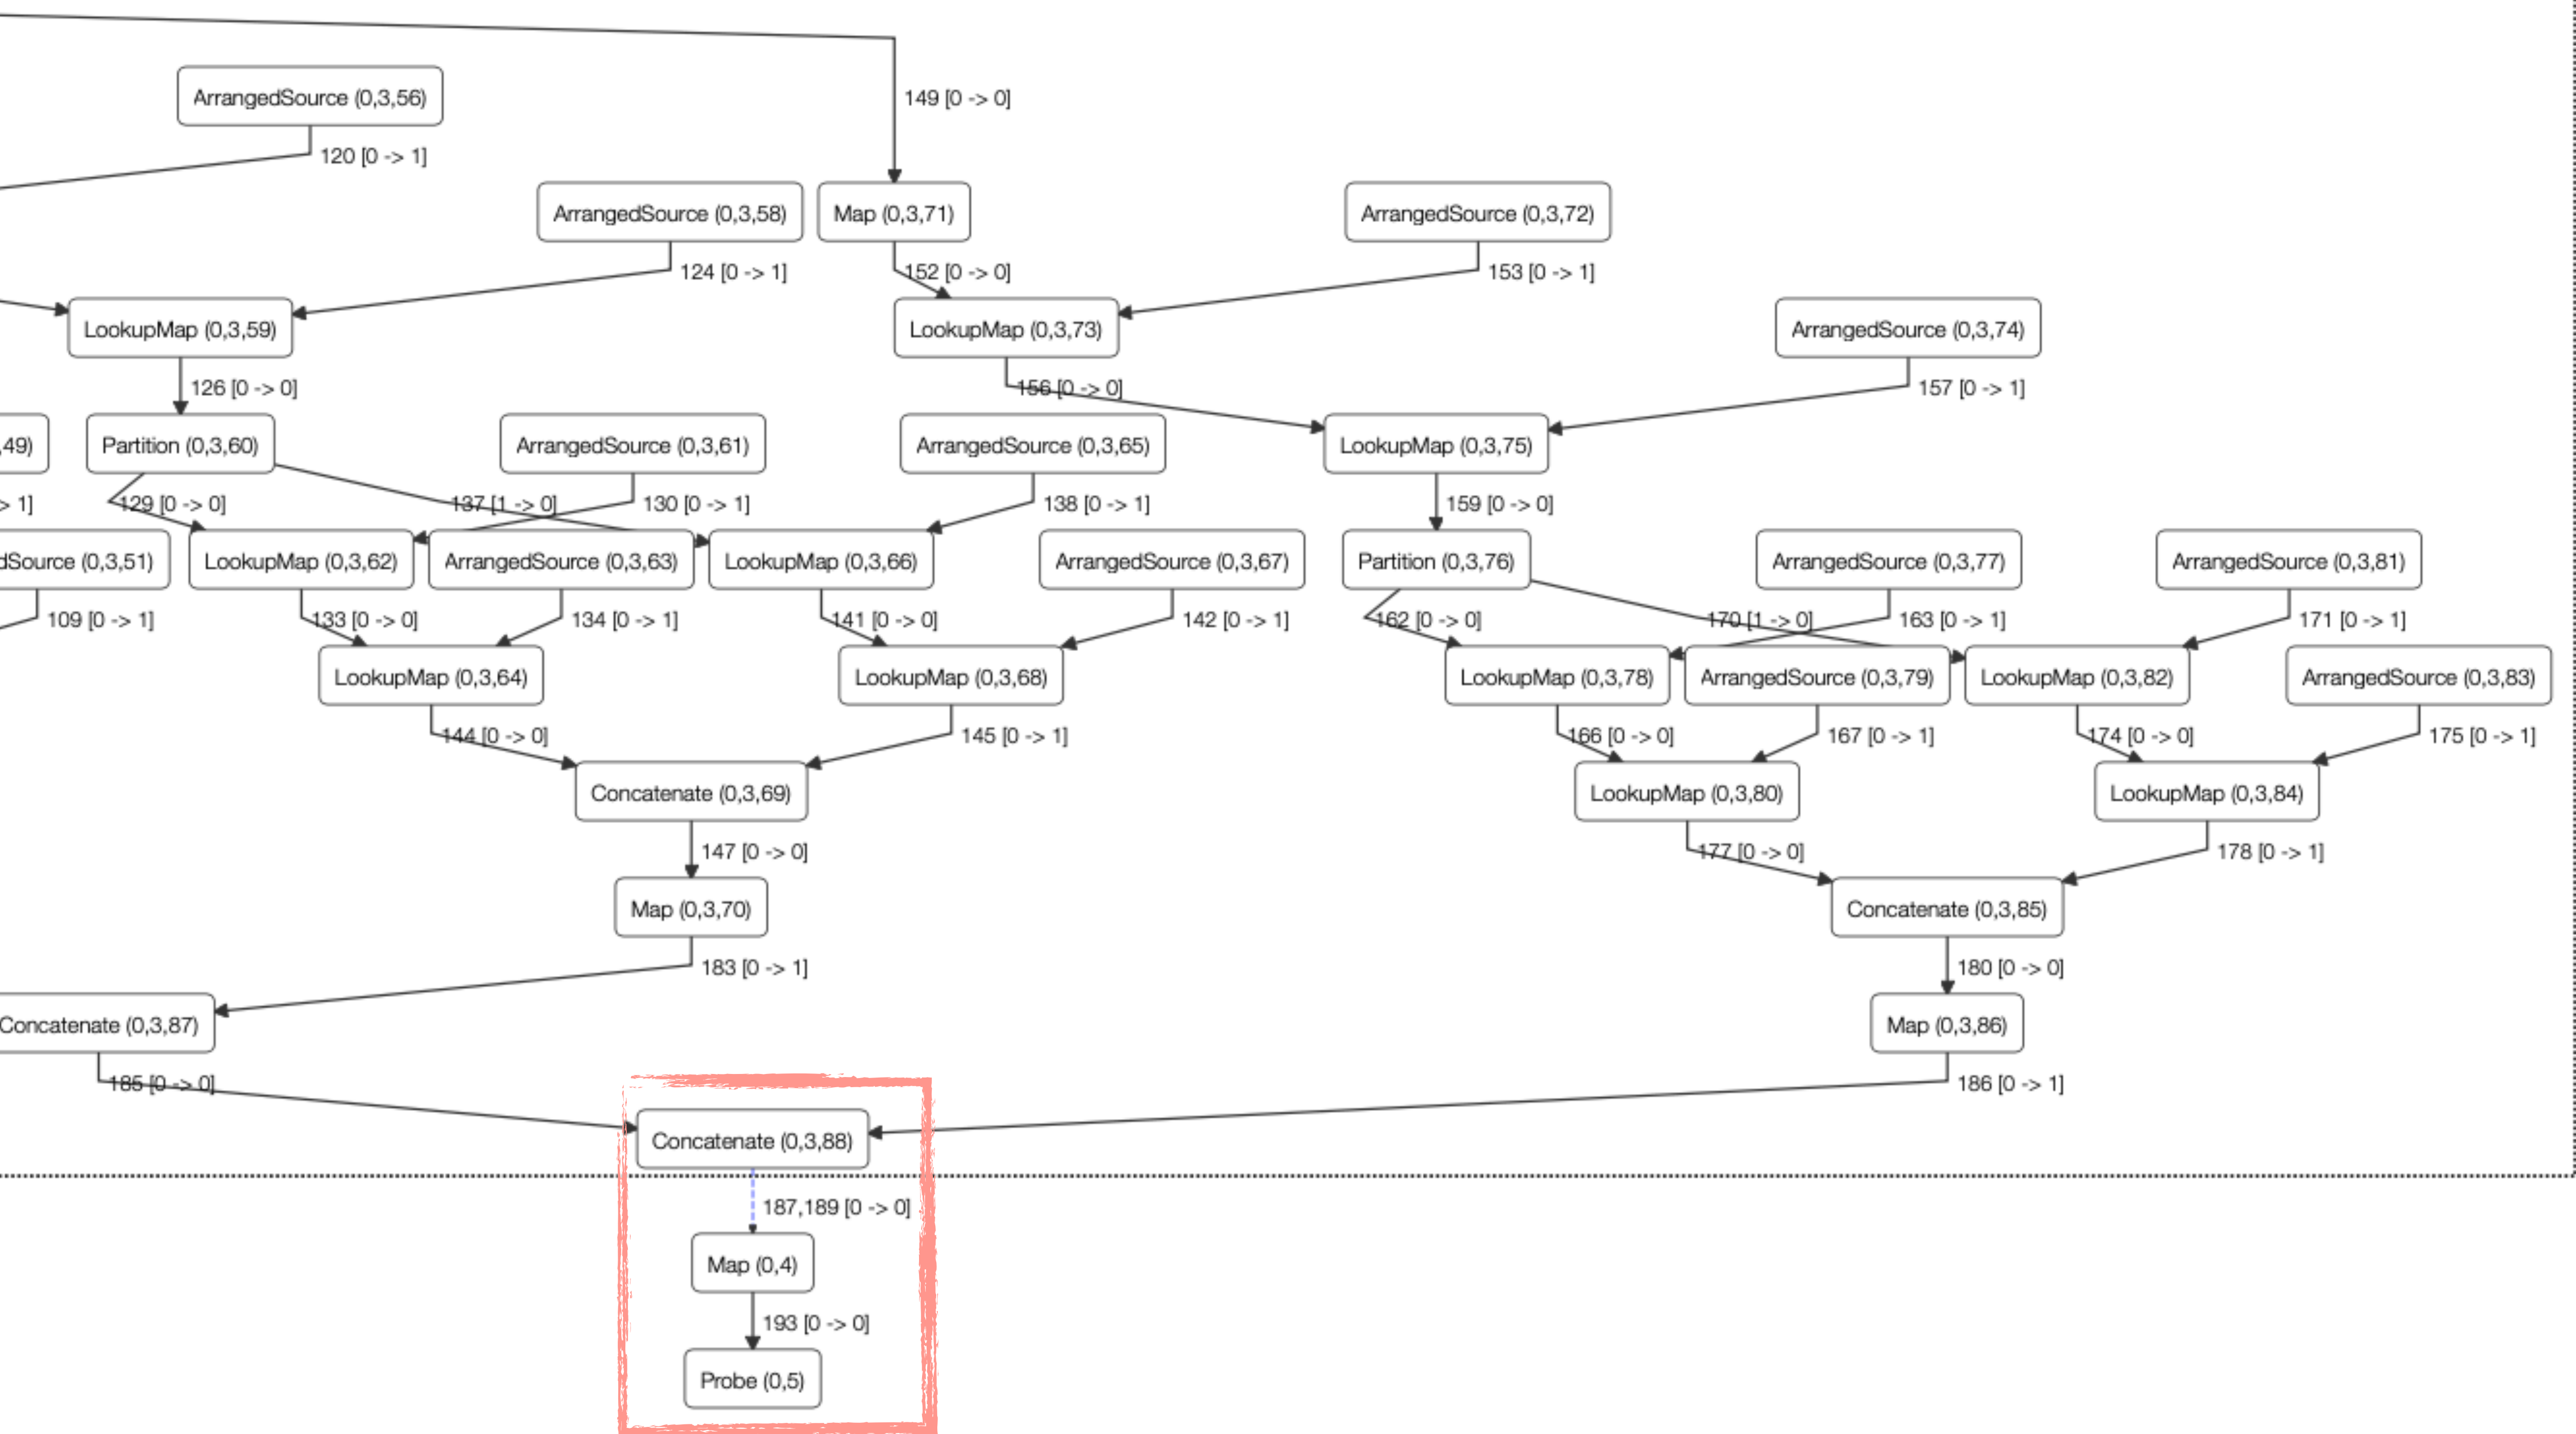 149 [0 -> 0]
ArrangedSource (0,3,56)
120 [0 -> 1]
ArrangedSource (0,3,58)
Map (0,3,71)
ArrangedSource (0,3,72)
124 [0 -> 1]
152 [0 -> 0]
153 [0 -> 1]
LookupMap (0,3,59)
LookupMap (0,3,73)
ArrangedSource (0,3,74)
126 [0 -> 0]
156 [0 -> 0]
157 [0 -> 1]
,49)
Partition (0,3,60)
ArrangedSource (0,3,61)
ArrangedSource (0,3,65)
LookupMap (0,3,75)
> 1]
129 [0 -> 0]
137 [1 -> 0]
130 [0 -> 1]
138 [0 -> 1]
159 [0 -> 0]
dSource (0,3,51)
LookupMap (0,3,62)
ArrangedSource (0,3,63)
LookupMap (0,3,66)
ArrangedSource (0,3,67)
Partition (0,3,76)
ArrangedSource (0,3,77)
ArrangedSource (0,3,81)
109 [0 -> 1]
133 [0 -> 0]
134 [0 -> 1]
141 [0 -> 0]
142 [0 -> 1]
162 [0 -> 0]
170 [1 -> 0]
163 [0 -> 1]
171 [0 -> 1]
LookupMap (0,3,64)
LookupMap (0,3,68)
LookupMap (0,3,78)
ArrangedSource (0,3,79)
LookupMap (0,3,82)
ArrangedSource (0,3,83)
144 [0 -> 0]
145 [0 -> 1]
166 [0 -> 0]
167 [0 -> 1]
174 [0 -> 0]
175 [0 -> 1]
Concatenate (0,3,69)
LookupMap (0,3,80)
LookupMap (0,3,84)
147 [0 -> 0]
177 [0 -> 0]
178 [0 -> 1]
Map (0,3,70)
Concatenate (0,3,85)
183 [0 -> 1]
180 [0 -> 0]
Concatenate (0,3,87)
Map (0,3,86)
185 [0 -> 0]
186 [0 -> 1]
Concatenate (0,3,88)
187,189 [0 -> 0]
Map (0,4)
193 [0 -> 0]
Probe (0,5)